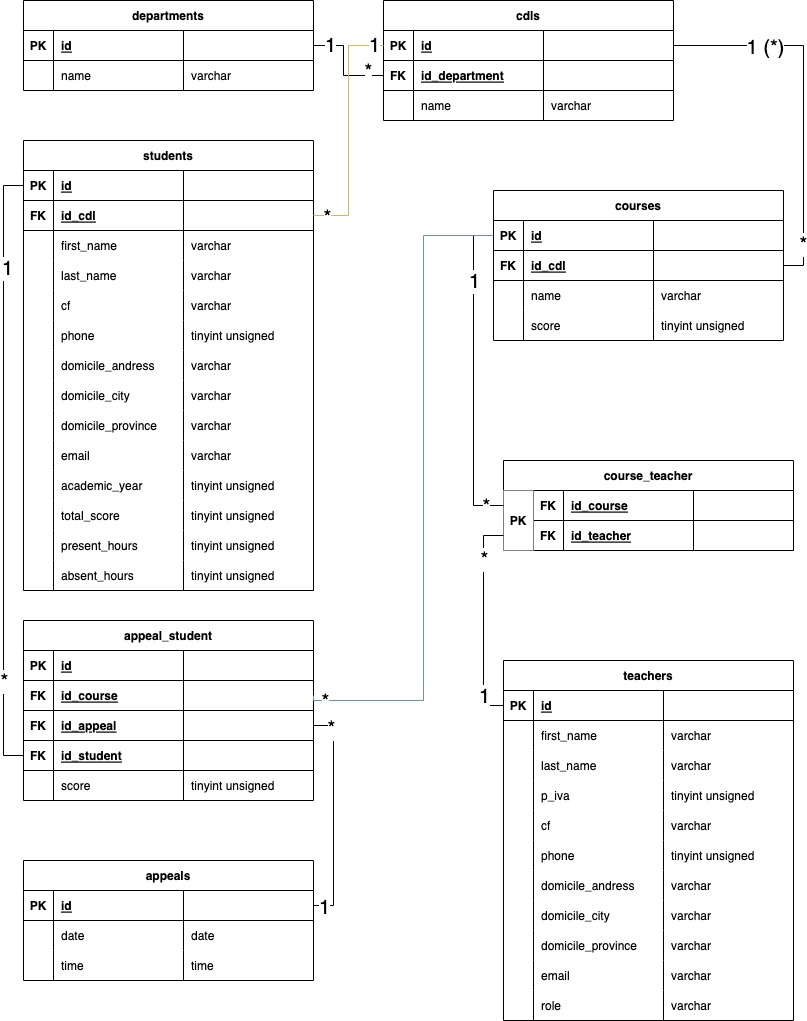 departments
PK id
name varchar
1
*
cdls
1 PK id
FK id_department
name varchar
1 (*)
*
students
PK id
FK id_cdl
first_name varchar
last_name varchar
cf varchar
phone tinyint unsigned
domicile_andress varchar
domicile_city varchar
domicile_province varchar
email varchar
academic_year tinyint unsigned
total_score tinyint unsigned
present_hours tinyint unsigned
absent_hours tinyint unsigned
*
1
*
courses
PK id
FK id_cdl
name varchar
score tinyint unsigned
1
*
course_teacher
PK
FK id_course
FK id_teacher
*
1
appeal_student
PK id
FK id_course
FK id_appeal
FK id_student
score tinyint unsigned
*
*
1
appeals
PK id
date date
time time
teachers
PK id
first_name varchar
last_name varchar
p_iva tinyint unsigned
cf varchar
phone tinyint unsigned
domicile_andress varchar
domicile_city varchar
domicile_province varchar
email varchar
role varchar